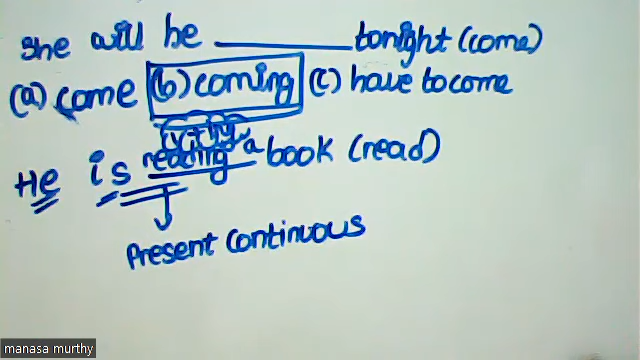 she will be ________ tonight (come)
(a) come (b) coming (c) have to come
He is reading a book (read)
Present continuous
manasa murthy